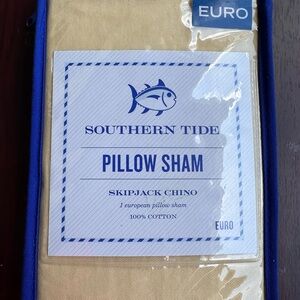 EURO
SOUTHERN TIDE
PILLOW SHAM
SKIPJACK CHINO
1 european pillow sham
100% COTTON
EURO